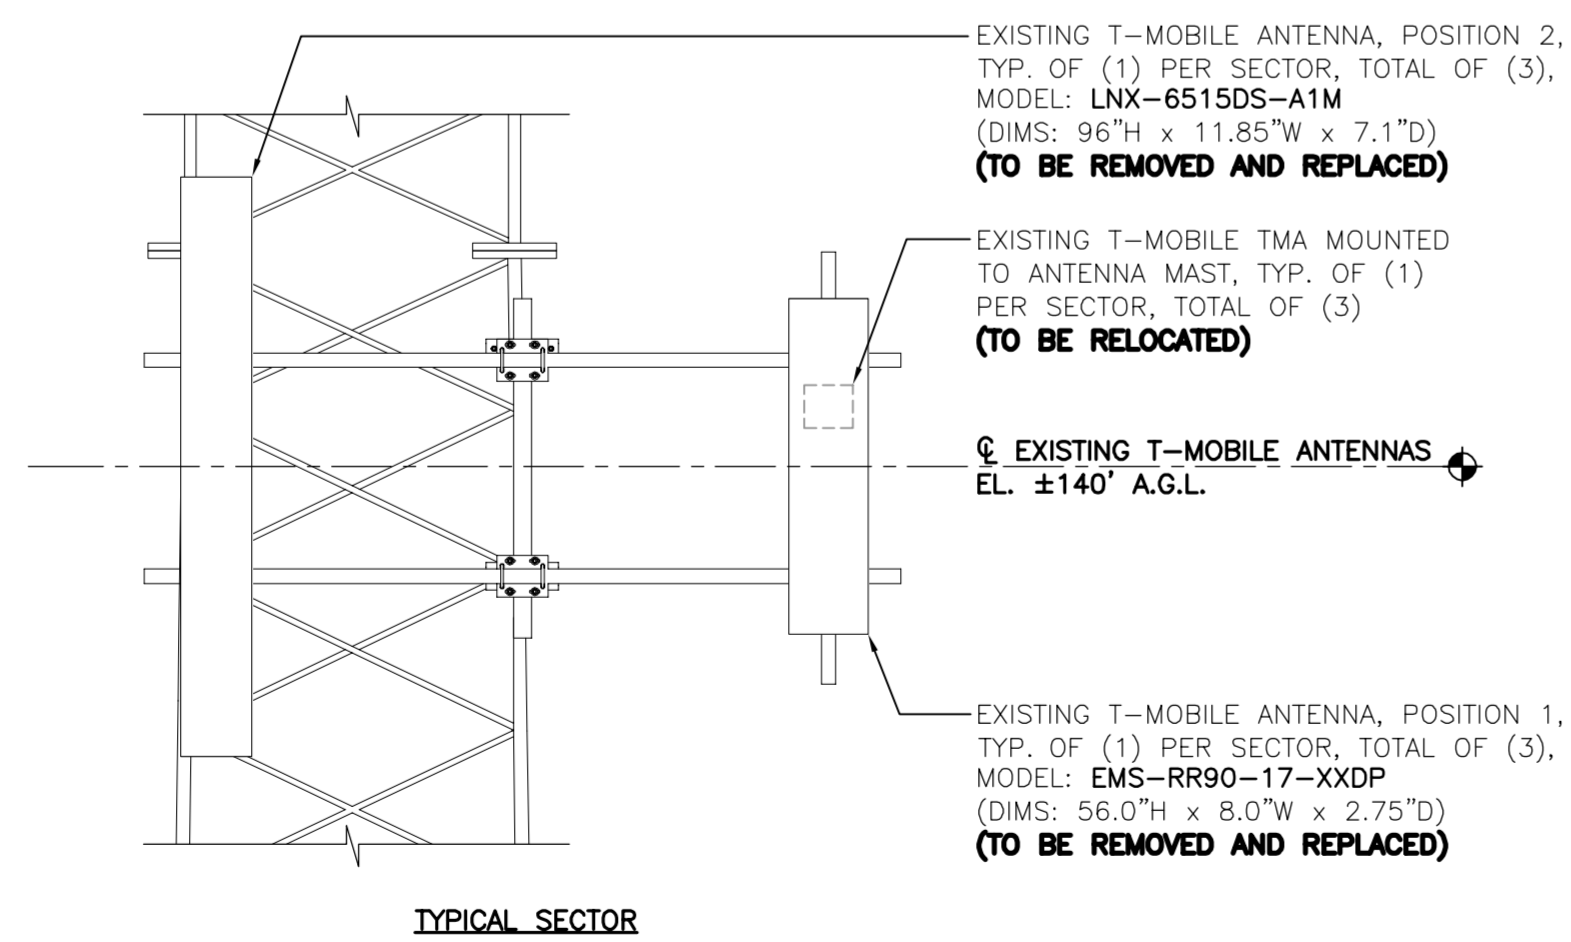 EXISTING T-MOBILE ANTENNA, POSITION 2,
TYP. OF (1) PER SECTOR, TOTAL OF (3),
MODEL: LNX-6515DS-A1M
(DIMS: 96"H x 11.85"W x 7.1"D)
(TO BE REMOVED AND REPLACED)
EXISTING T-MOBILE TMA MOUNTED
TO ANTENNA MAST, TYP. OF (1)
PER SECTOR, TOTAL OF (3)
(TO BE RELOCATED)
℄ EXISTING T-MOBILE ANTENNAS
EL. ±140' A.G.L.
EXISTING T-MOBILE ANTENNA, POSITION 1,
TYP. OF (1) PER SECTOR, TOTAL OF (3),
MODEL: EMS-RR90-17-XXDP
(DIMS: 56.0"H x 8.0"W x 2.75"D)
(TO BE REMOVED AND REPLACED)
TYPICAL SECTOR